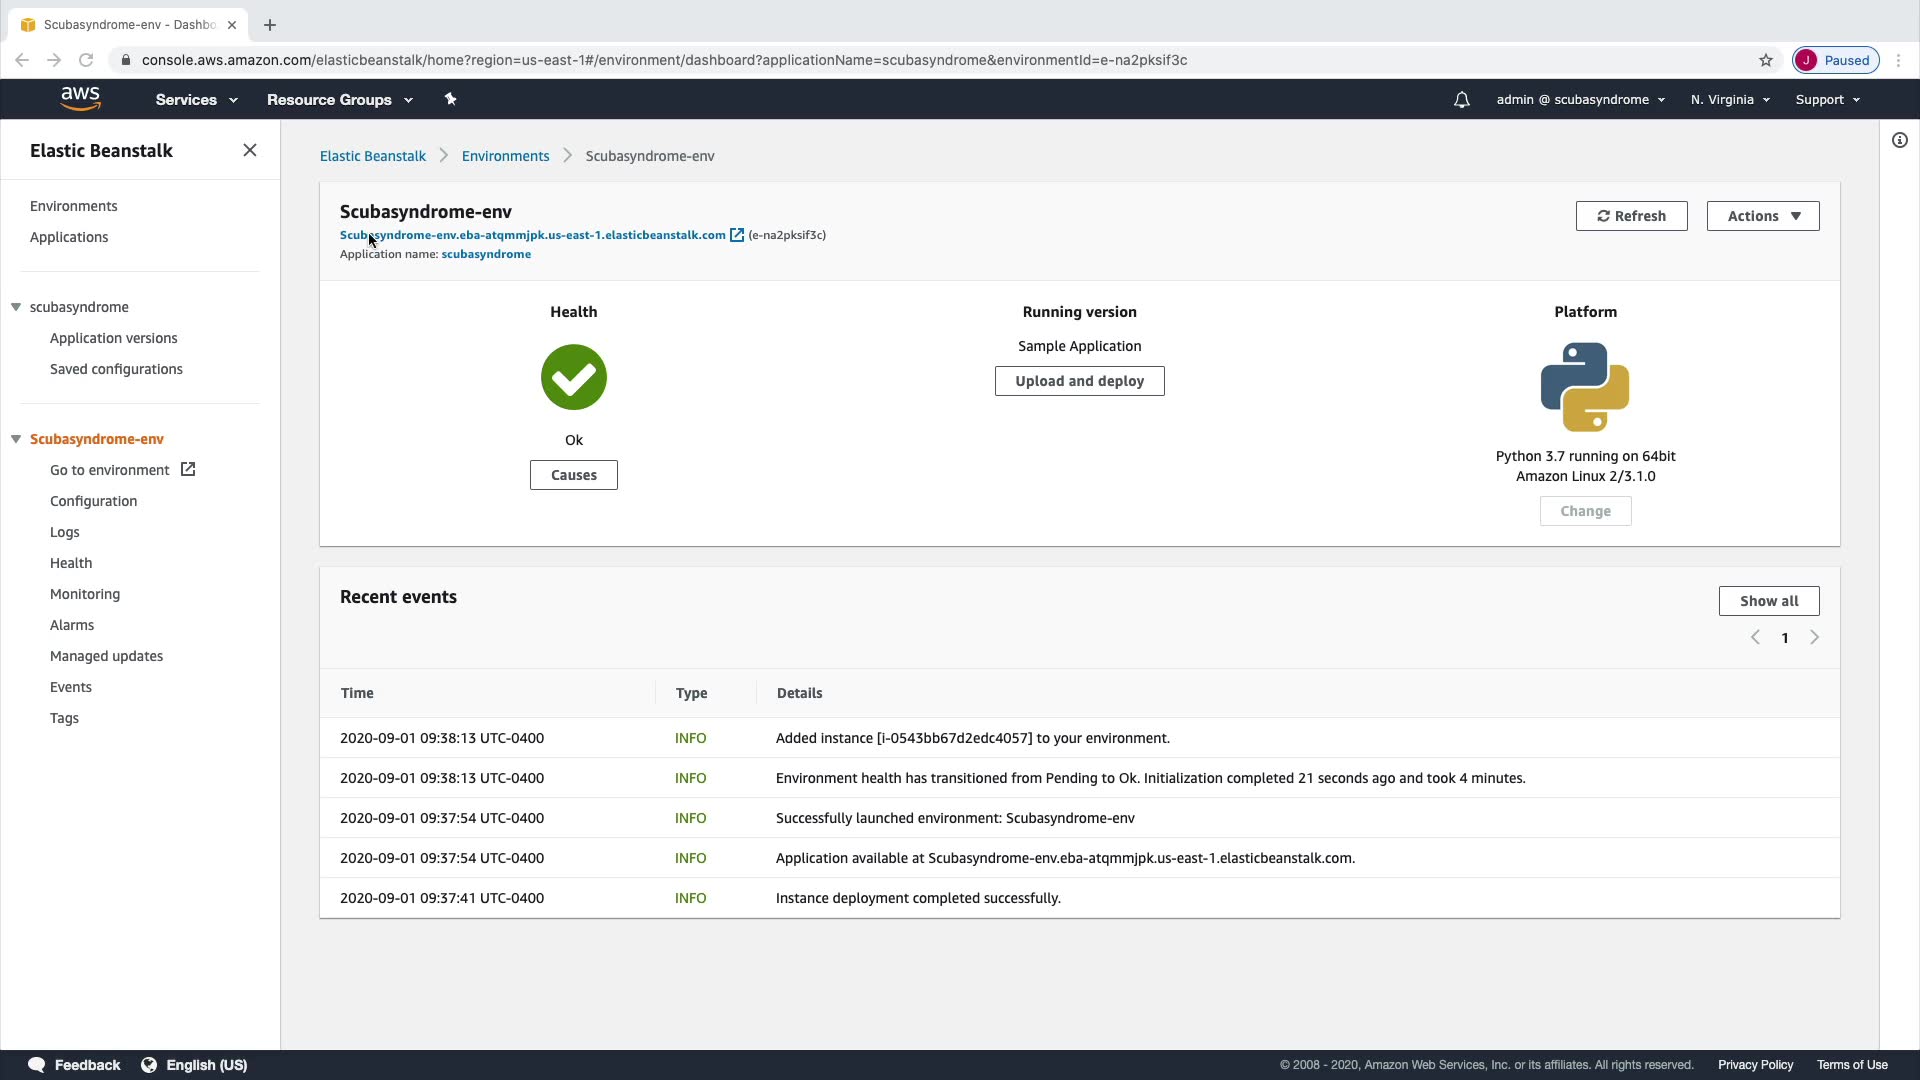 Scubasyndrome-env - Dashbo
console.aws.amazon.com/elasticbeanstalk/home?region=us-east-1#/environment/dashboard?applicationName=scubasyndrome&environmentId=e-na2pksif3c
J Paused
aws Services Resource Groups admin @ scubasyndrome N. Virginia Support
Elastic Beanstalk
Environments
Applications
scubasyndrome
Application versions
Saved configurations
Scubasyndrome-env
Go to environment
Configuration
Logs
Health
Monitoring
Alarms
Managed updates
Events
Tags
Elastic Beanstalk Environments Scubasyndrome-env
Scubasyndrome-env
Refresh Actions
Scubasyndrome-env.eba-atqmmjpk.us-east-1.elasticbeanstalk.com (e-na2pksif3c)
Application name: scubasyndrome
Health
Ok
Causes
Running version
Sample Application
Upload and deploy
Platform
Python 3.7 running on 64bit
Amazon Linux 2/3.1.0
Change
Recent events
Show all
1
Time Type Details
2020-09-01 09:38:13 UTC-0400 INFO Added instance [i-0543bb67d2edc4057] to your environment.
2020-09-01 09:38:13 UTC-0400 INFO Environment health has transitioned from Pending to Ok. Initialization completed 21 seconds ago and took 4 minutes.
2020-09-01 09:37:54 UTC-0400 INFO Successfully launched environment: Scubasyndrome-env
2020-09-01 09:37:54 UTC-0400 INFO Application available at Scubasyndrome-env.eba-atqmmjpk.us-east-1.elasticbeanstalk.com.
2020-09-01 09:37:41 UTC-0400 INFO Instance deployment completed successfully.
Feedback English (US) © 2008 - 2020, Amazon Web Services, Inc. or its affiliates. All rights reserved. Privacy Policy Terms of Use